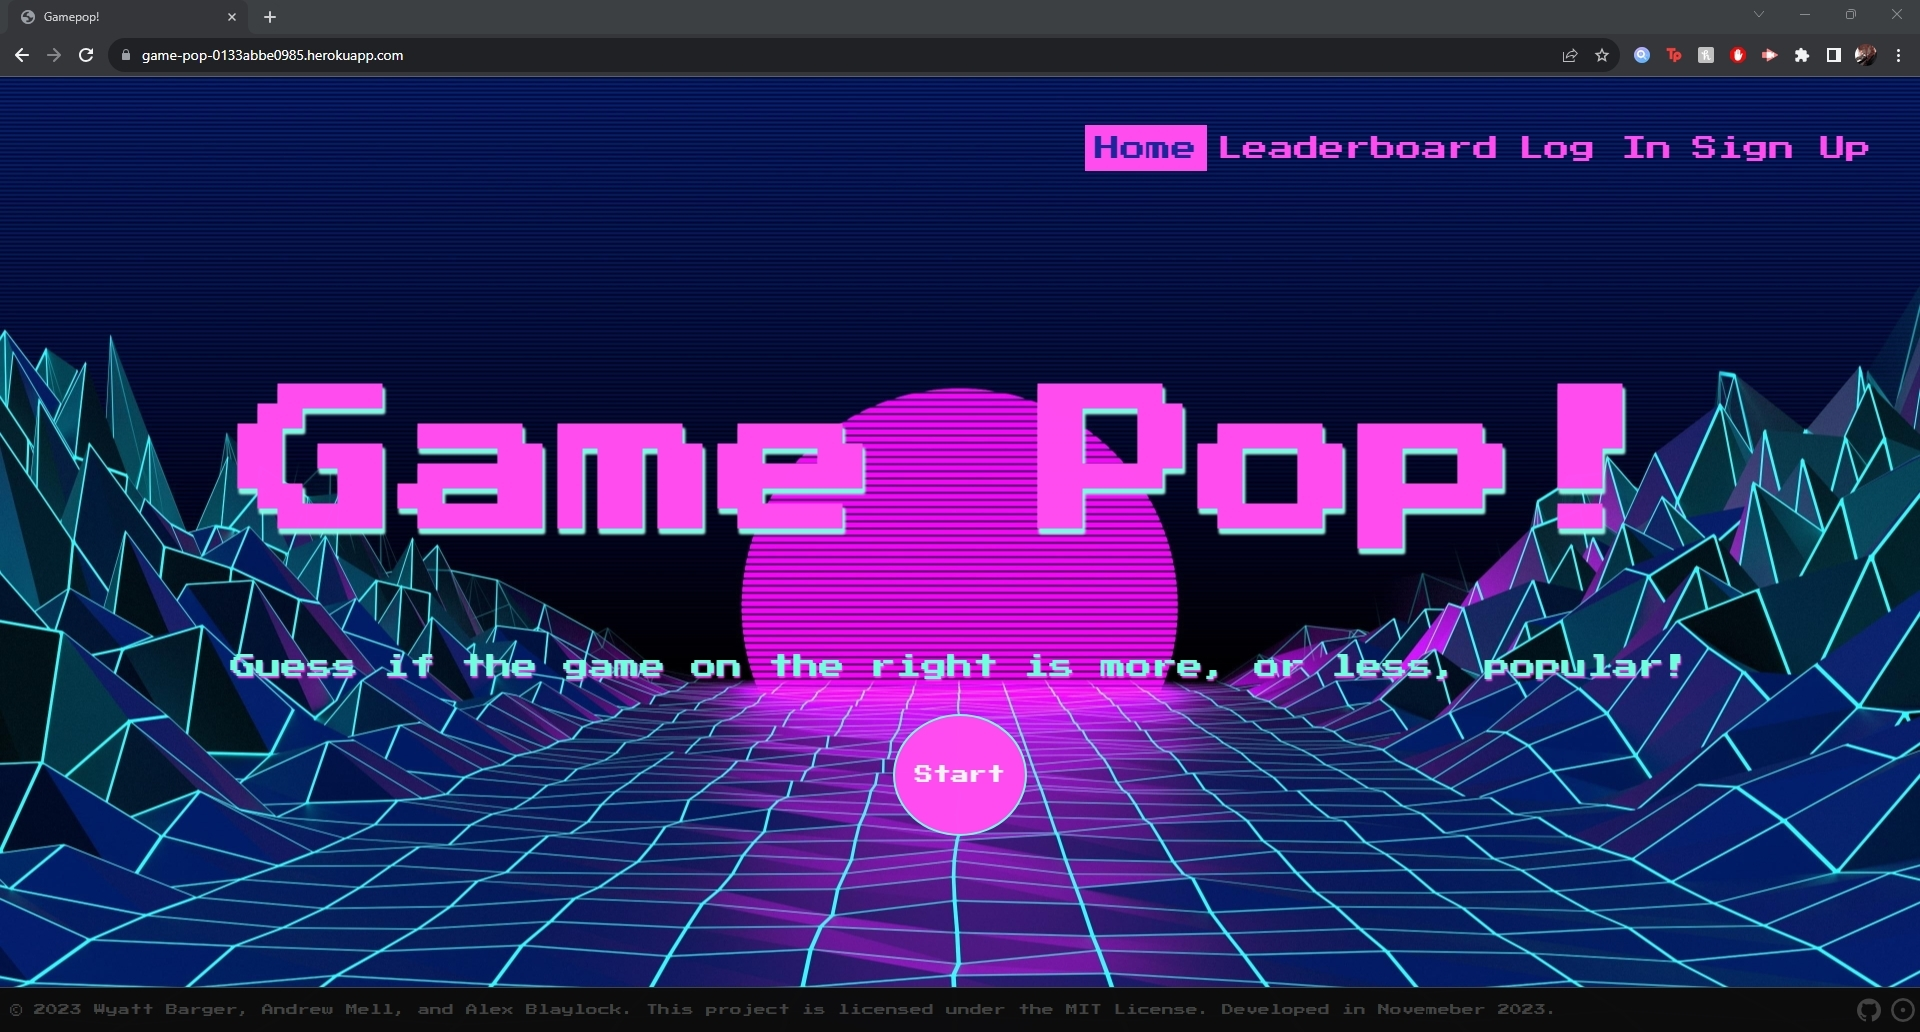 Gamepop!
game-pop-0133abbe0985.herokuapp.com
Tp
Home Leaderboard Log In Sign Up
Game Pop!
Guess if the game on the right is more, or less, popular!
Start
© 2023 Wyatt Barger, Andrew Mell, and Alex Blaylock. This project is licensed under the MIT License. Developed in Novemeber 2023.